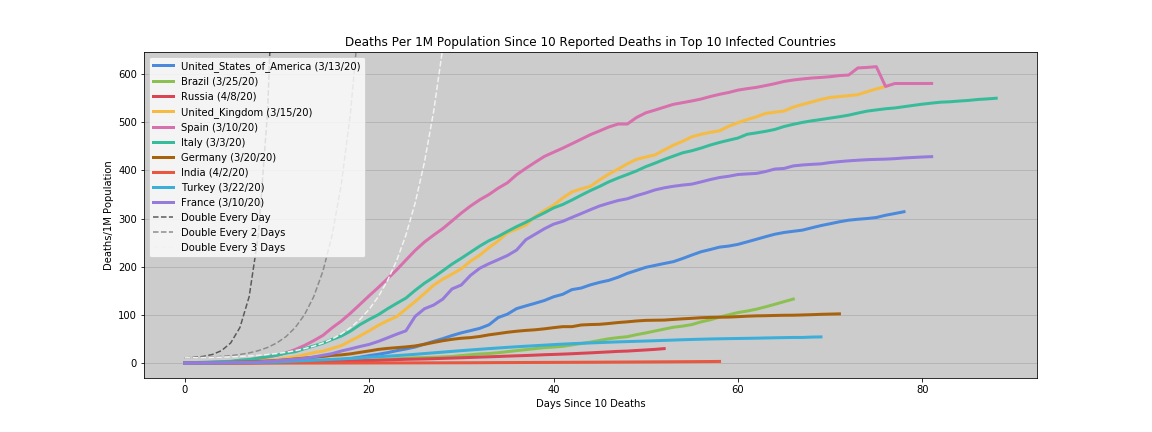 Deaths Per 1M Population Since 10 Reported Deaths in Top 10 Infected Countries
600
500
400
300
200
100
0
Deaths/1M Population
United_States_of_America (3/13/20)
Brazil (3/25/20)
Russia (4/8/20)
United_Kingdom (3/15/20)
Spain (3/10/20)
Italy (3/3/20)
Germany (3/20/20)
India (4/2/20)
Turkey (3/22/20)
France (3/10/20)
Double Every Day
Double Every 2 Days
Double Every 3 Days
0 20 40 60 80
Days Since 10 Deaths